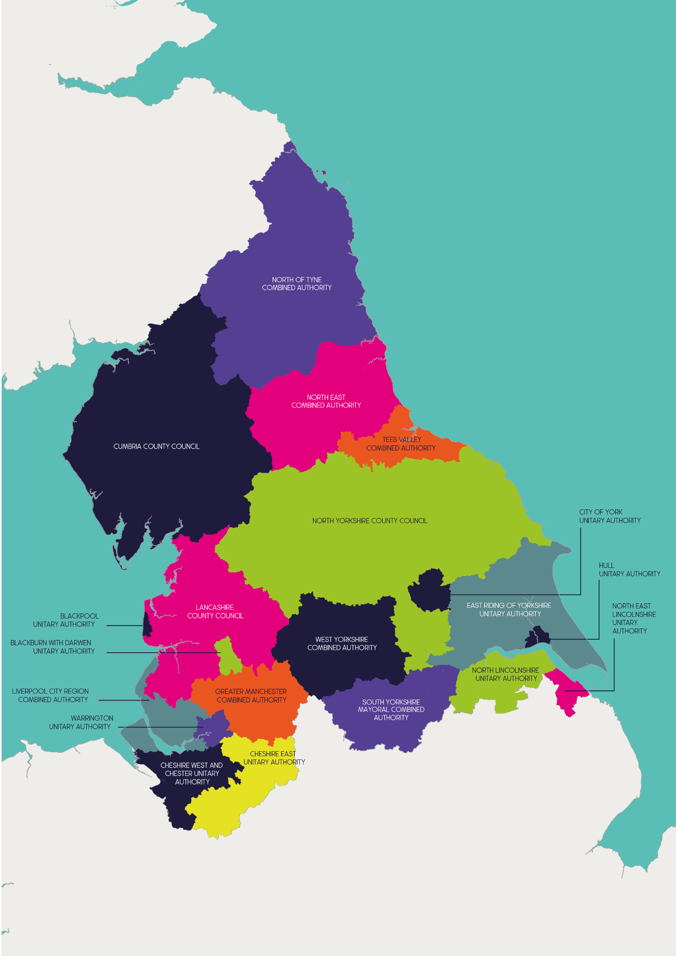 NORTH OF TYNE
COMBINED AUTHORITY
NORTH EAST
COMBINED AUTHORITY
TEES VALLEY
COMBINED AUTHORITY
CUMBRIA COUNTY COUNCIL
NORTH YORKSHIRE COUNTY COUNCIL
CITY OF YORK
UNITARY AUTHORITY
HULL
UNITARY AUTHORITY
NORTH EAST
LINCOLNSHIRE
UNITARY
AUTHORITY
EAST RIDING OF YORKSHIRE
UNITARY AUTHORITY
LANCASHIRE
COUNTY COUNCIL
BLACKPOOL
UNITARY AUTHORITY
BLACKBURN WITH DARWEN
UNITARY AUTHORITY
WEST YORKSHIRE
COMBINED AUTHORITY
NORTH LINCOLNSHIRE
UNITARY AUTHORITY
LIVERPOOL CITY REGION
COMBINED AUTHORITY
GREATER MANCHESTER
COMBINED AUTHORITY
SOUTH YORKSHIRE
MAYORAL COMBINED
AUTHORITY
WARRINGTON
UNITARY AUTHORITY
CHESHIRE EAST
UNITARY AUTHORITY
CHESHIRE WEST AND
CHESTER UNITARY
AUTHORITY